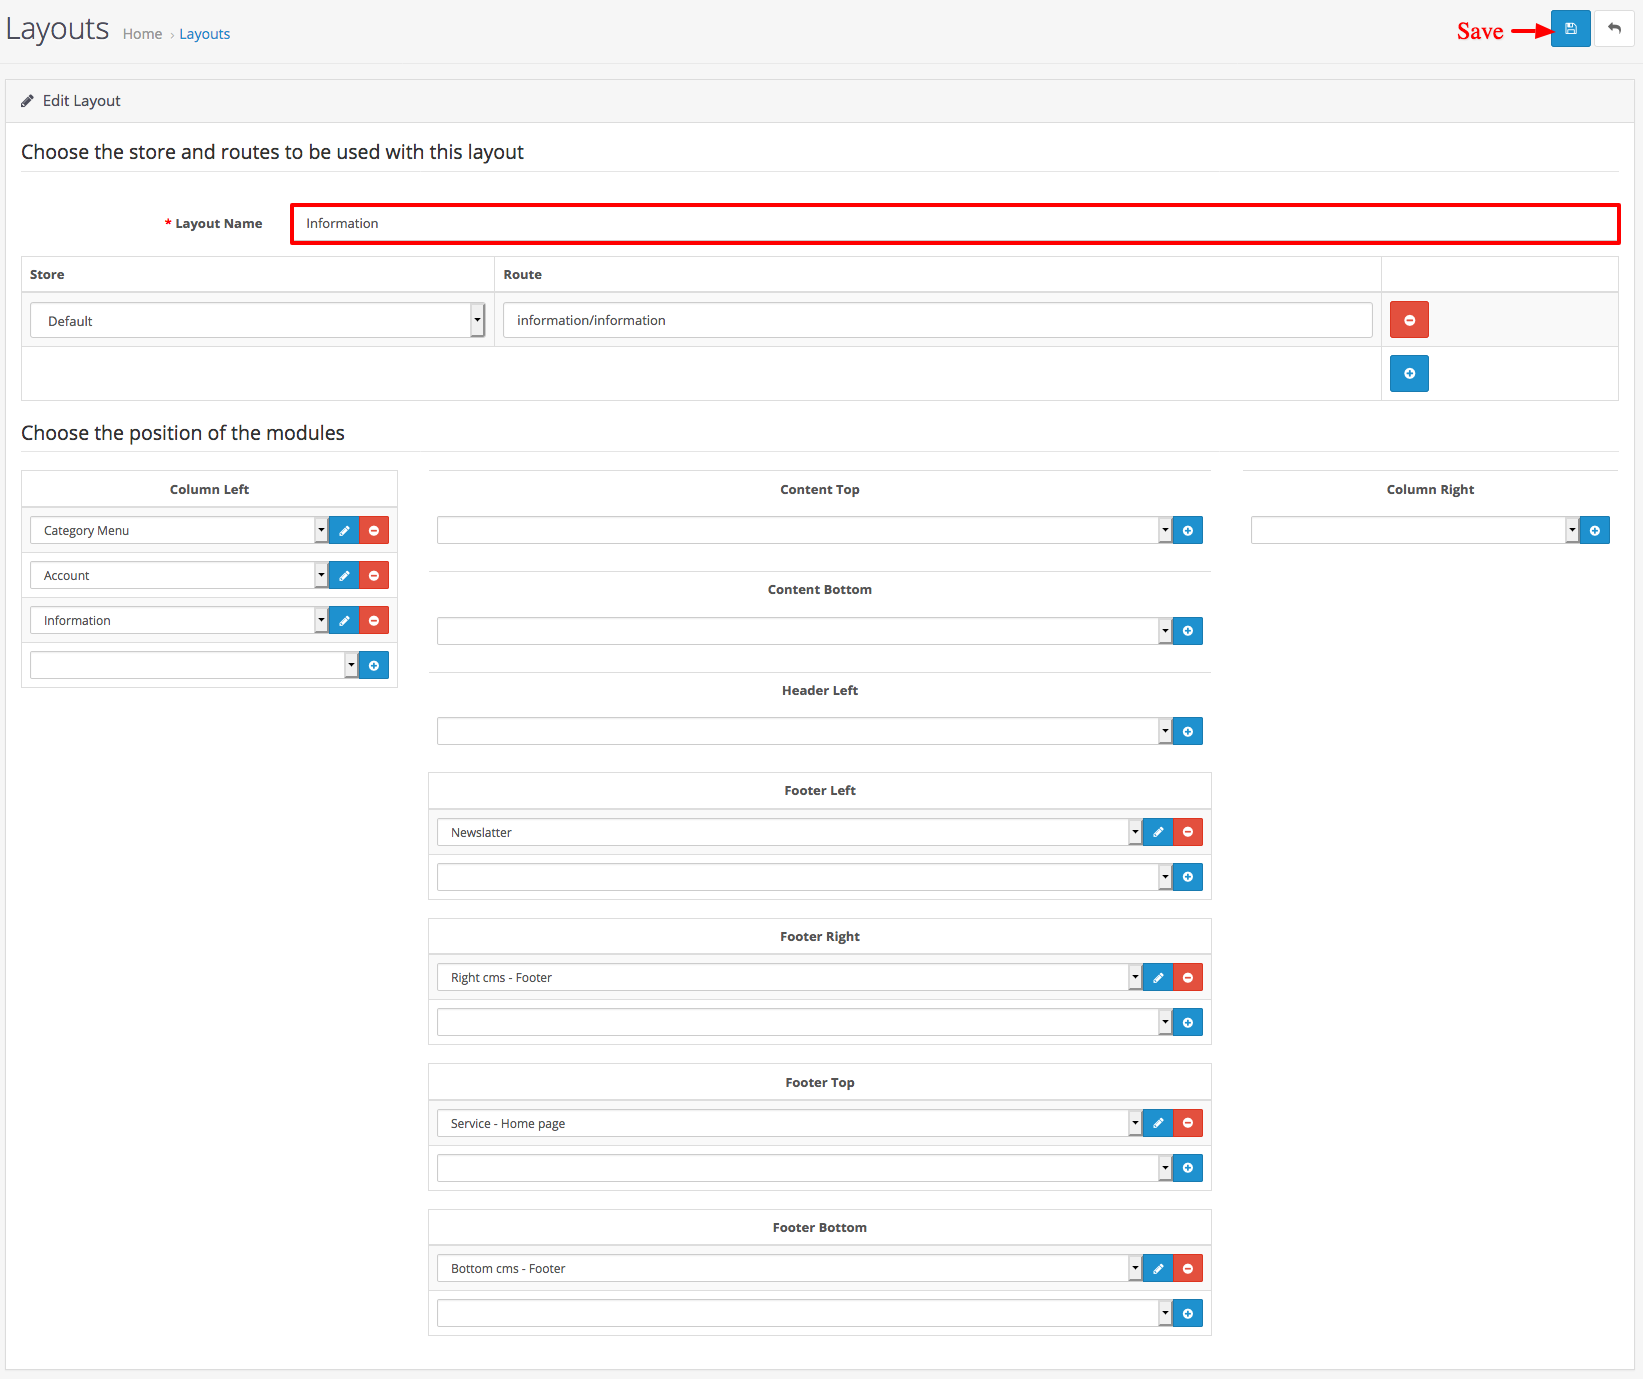 Layouts Home › Layouts
Save
Edit Layout
Choose the store and routes to be used with this layout
* Layout Name Information
Store Route
Default information/information
Choose the position of the modules
Column Left
Category Menu
Account
Information
Content Top
Content Bottom
Header Left
Footer Left
Newslatter
Footer Right
Right cms - Footer
Footer Top
Service - Home page
Footer Bottom
Bottom cms - Footer
Column Right